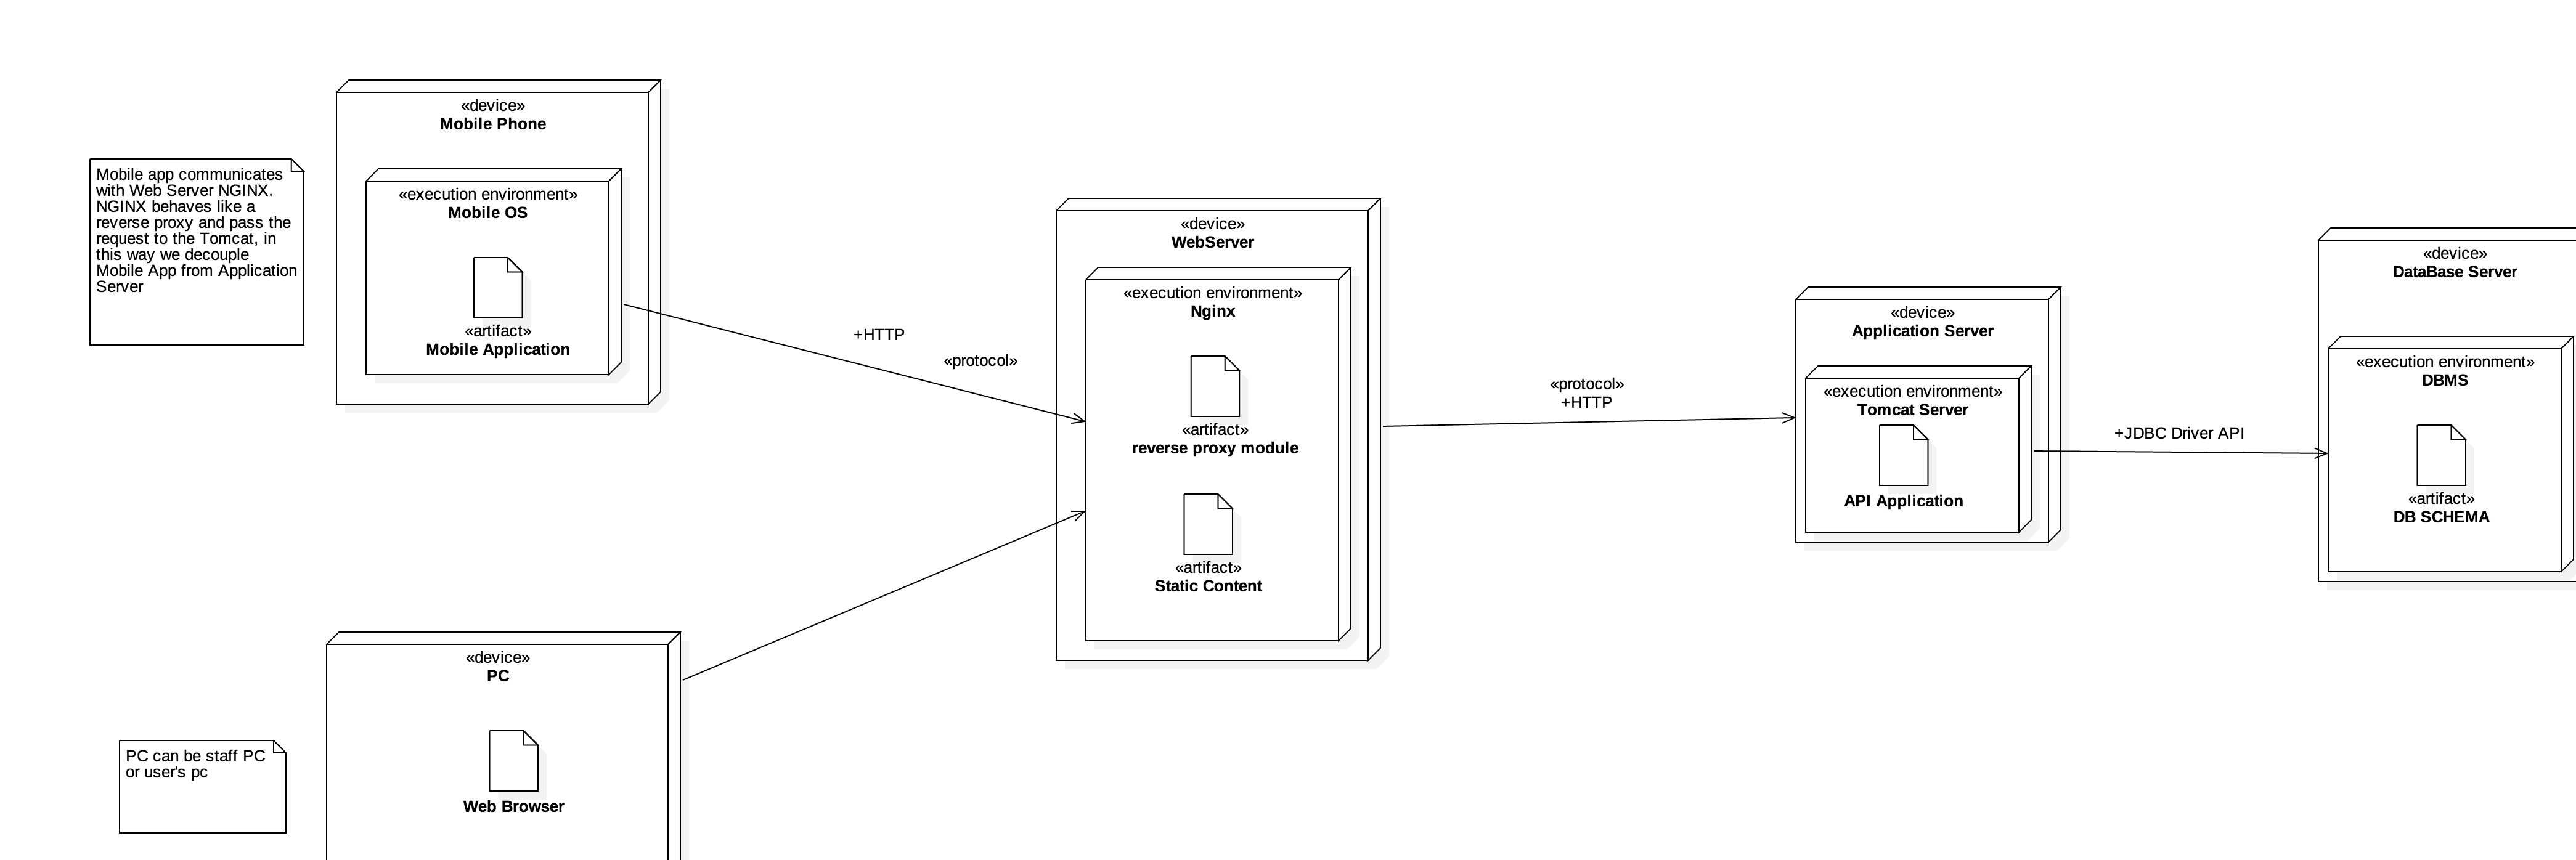 «device»
Mobile Phone
Mobile app communicates
with Web Server NGINX.
NGINX behaves like a
reverse proxy and pass the
request to the Tomcat, in
this way we decouple
Mobile App from Application
Server
«execution environment»
Mobile OS
«artifact»
Mobile Application
+HTTP
«protocol»
«device»
WebServer
«execution environment»
Nginx
«artifact»
reverse proxy module
«artifact»
Static Content
«protocol»
+HTTP
«device»
Application Server
«execution environment»
Tomcat Server
API Application
+JDBC Driver API
«device»
DataBase Server
«execution environment»
DBMS
«artifact»
DB SCHEMA
«device»
PC
Web Browser
PC can be staff PC
or user's pc